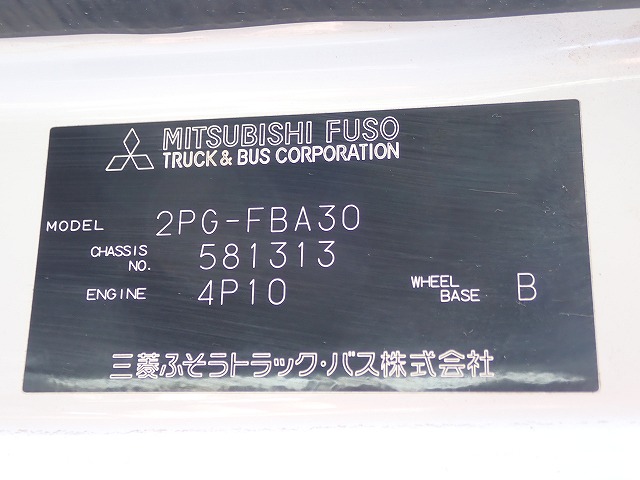 MITSUBISHI FUSO
TRUCK & BUS CORPORATION
MODEL 2PG-FBA30
CHASSIS NO. 581313
ENGINE 4P10 WHEEL BASE B
三菱ふそうトラック・バス株式会社